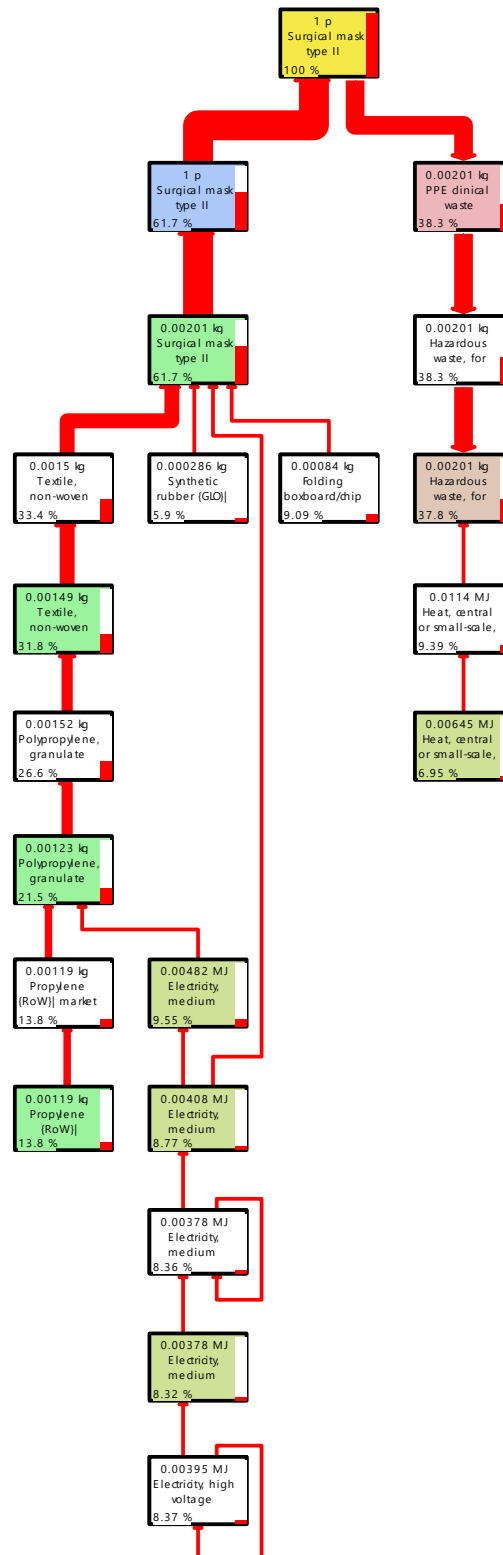 1 p
Surgical mask
type II
100 %
1 p
Surgical mask
type II
61.7 %
0.00201 kg
PPE clinical
waste
38.3 %
0.00201 kg
Surgical mask
type II
61.7 %
0.00201 kg
Hazardous
waste, for
38.3 %
0.0015 kg
Textile,
non-woven
33.4 %
0.000286 kg
Synthetic
rubber {GLO}|
5.9 %
0.00084 kg
Folding
boxboard/chip
9.09 %
0.00201 kg
Hazardous
waste, for
37.8 %
0.00149 kg
Textile,
non-woven
31.8 %
0.0114 MJ
Heat, central
or small-scale,
9.39 %
0.00152 kg
Polypropylene,
granulate
26.6 %
0.00645 MJ
Heat, central
or small-scale,
6.95 %
0.00123 kg
Polypropylene,
granulate
21.5 %
0.00119 kg
Propylene
{RoW}| market
13.8 %
0.00482 MJ
Electricity,
medium
9.55 %
0.00119 kg
Propylene
{RoW}|
13.8 %
0.00408 MJ
Electricity,
medium
8.77 %
0.00378 MJ
Electricity,
medium
8.36 %
0.00378 MJ
Electricity,
medium
8.32 %
0.00395 MJ
Electricity, high
voltage
8.37 %